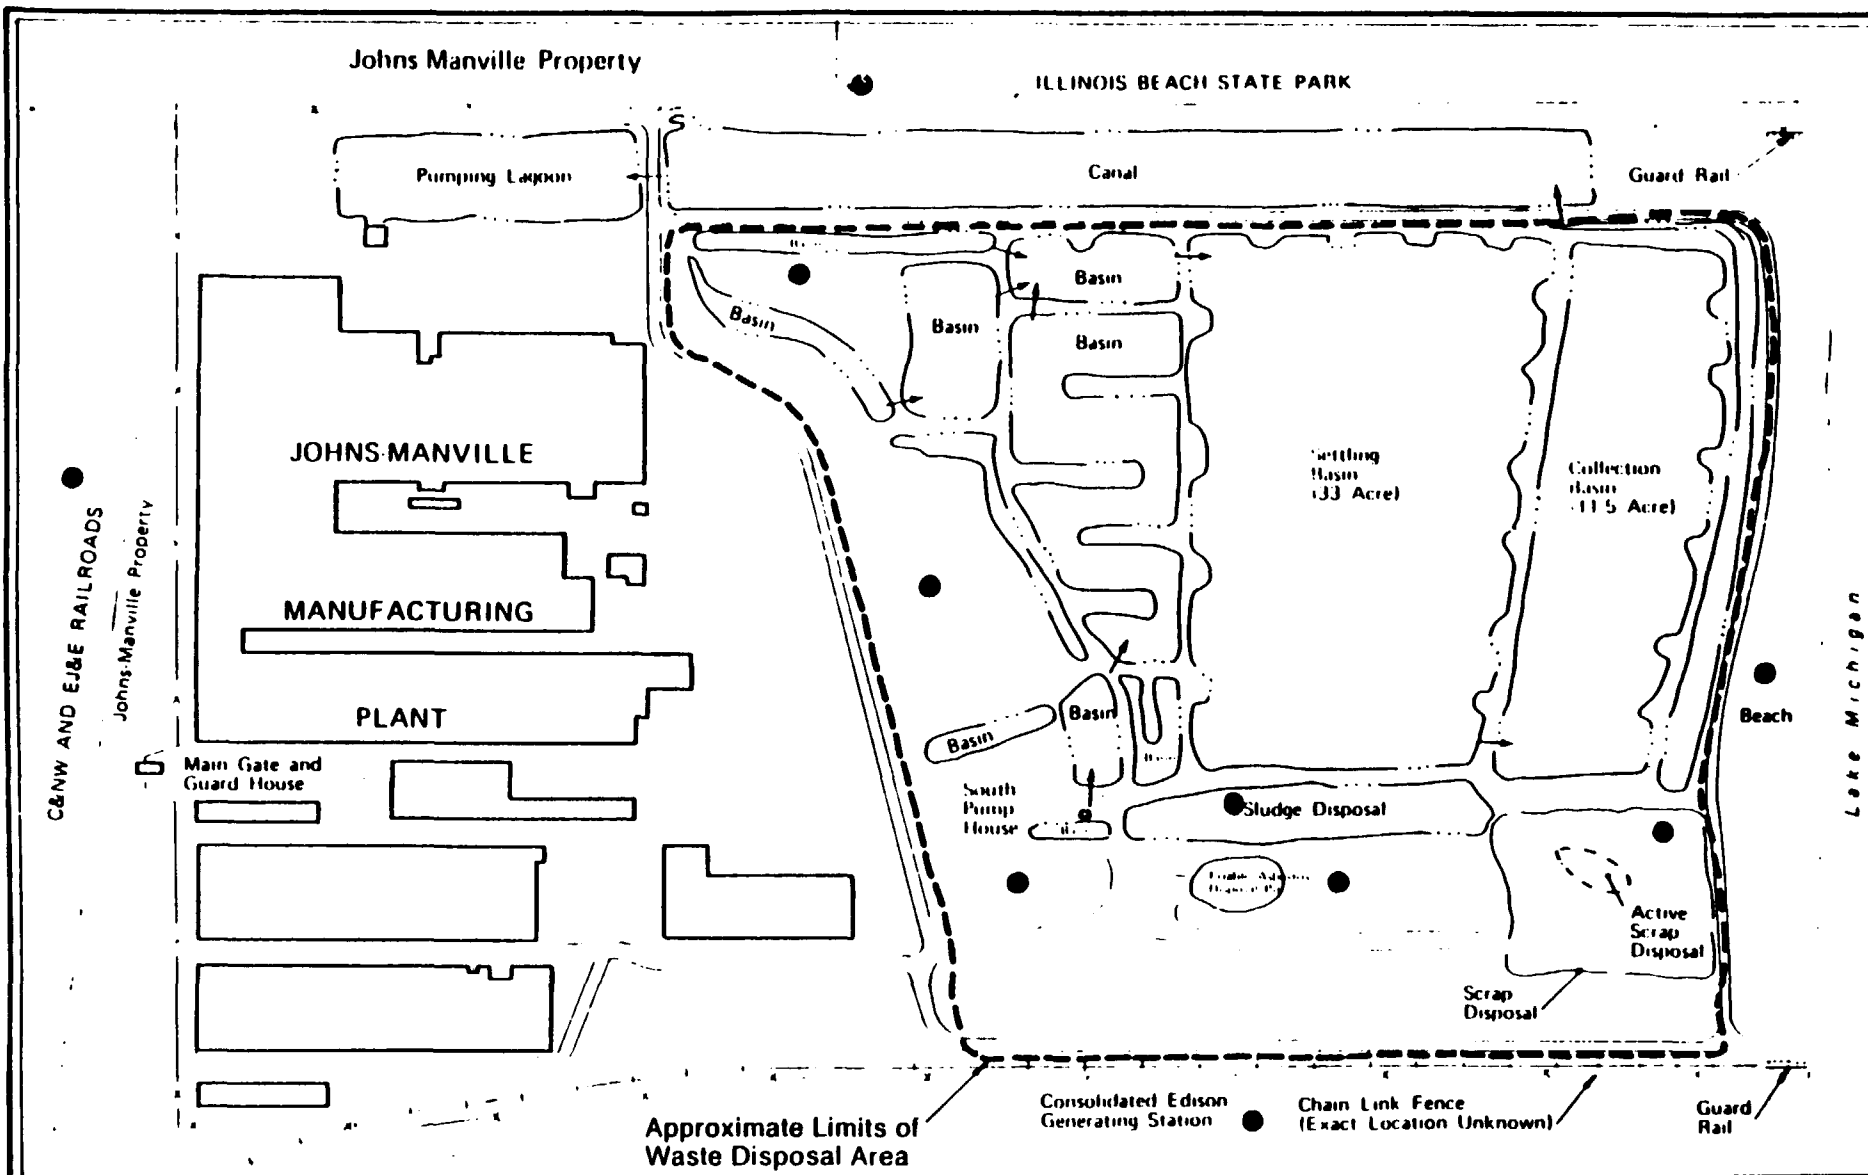 Johns Manville Property
ILLINOIS BEACH STATE PARK
Pumping Lagoon
Canal
Guard Rail
Basin
Basin
Basin
Basin
JOHNS-MANVILLE
MANUFACTURING
PLANT
Settling
Basin
(33 Acre)
Collection
Basin
11.5 Acre)
C&NW AND EJ&E RAILROADS
Johns-Manville Property
Main Gate and
Guard House
Basin
Basin
South
Pump
House
Sludge Disposal
Beach
Lake Michigan
Active
Scrap
Disposal
Scrap
Disposal
Approximate Limits of
Waste Disposal Area
Consolidated Edison
Generating Station
Chain Link Fence
(Exact Location Unknown)
Guard
Rail